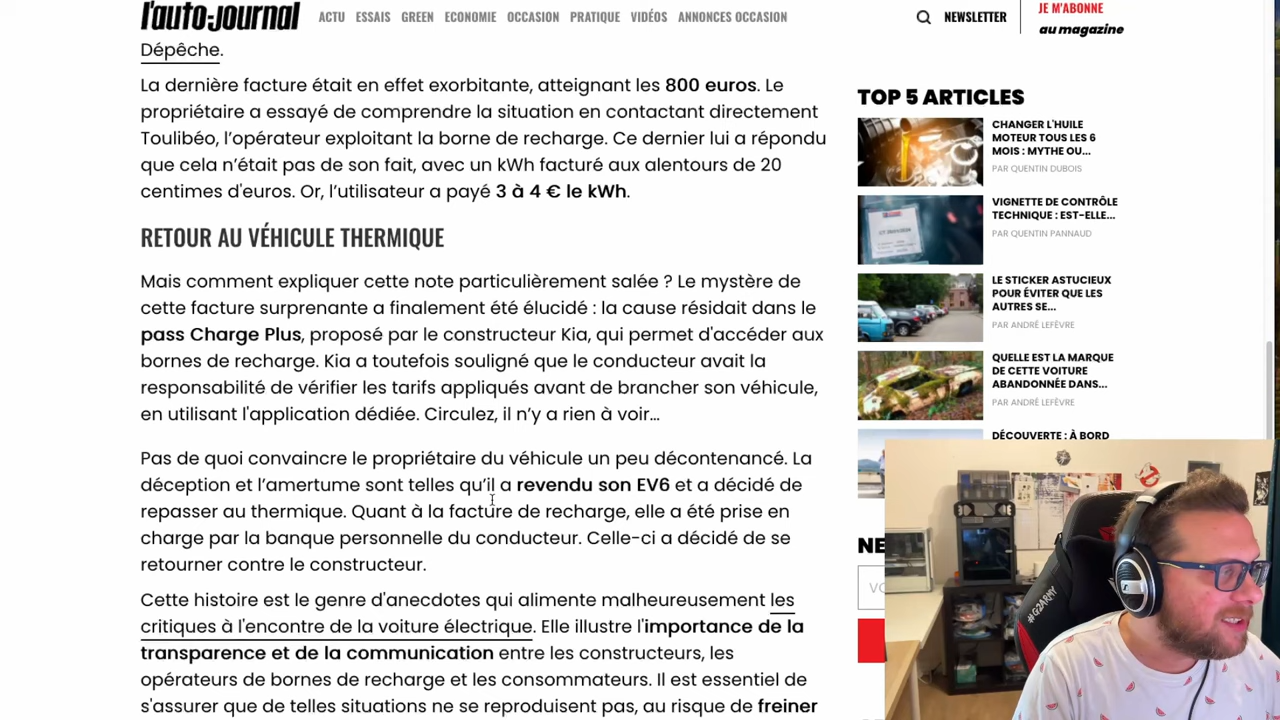 l'auto-journal
ACTU ESSAIS GREEN ECONOMIE OCCASION PRATIQUE VIDÉOS ANNONCES OCCASION
NEWSLETTER
JE M'ABONNE
au magazine
Dépêche.
La dernière facture était en effet exorbitante, atteignant les 800 euros. Le
propriétaire a essayé de comprendre la situation en contactant directement
Toulibéo, l'opérateur exploitant la borne de recharge. Ce dernier lui a répondu
que cela n'était pas de son fait, avec un kWh facturé aux alentours de 20
centimes d'euros. Or, l'utilisateur a payé 3 à 4 € le kWh.
RETOUR AU VÉHICULE THERMIQUE
Mais comment expliquer cette note particulièrement salée ? Le mystère de
cette facture surprenante a finalement été élucidé : la cause résidait dans le
pass Charge Plus, proposé par le constructeur Kia, qui permet d'accéder aux
bornes de recharge. Kia a toutefois souligné que le conducteur avait la
responsabilité de vérifier les tarifs appliqués avant de brancher son véhicule,
en utilisant l'application dédiée. Circulez, il n'y a rien à voir...
Pas de quoi convaincre le propriétaire du véhicule un peu décontenancé. La
déception et l'amertume sont telles qu'il a revendu son EV6 et a décidé de
repasser au thermique. Quant à la facture de recharge, elle a été prise en
charge par la banque personnelle du conducteur. Celle-ci a décidé de se
retourner contre le constructeur.
Cette histoire est le genre d'anecdotes qui alimente malheureusement les
critiques à l'encontre de la voiture électrique. Elle illustre l'importance de la
transparence et de la communication entre les constructeurs, les
opérateurs de bornes de recharge et les consommateurs. Il est essentiel de
s'assurer que de telles situations ne se reproduisent pas, au risque de freiner
TOP 5 ARTICLES
CHANGER L'HUILE
MOTEUR TOUS LES 6
MOIS : MYTHE OU...
PAR QUENTIN DUBOIS
VIGNETTE DE CONTRÔLE
TECHNIQUE : EST-ELLE...
PAR QUENTIN PANNAUD
LE STICKER ASTUCIEUX
POUR ÉVITER QUE LES
AUTRES SE...
PAR ANDRÉ LEFÈVRE
QUELLE EST LA MARQUE
DE CETTE VOITURE
ABANDONNÉE DANS...
PAR ANDRÉ LEFÈVRE
DÉCOUVERTE : À BORD
NE
VO
#G2ARMY